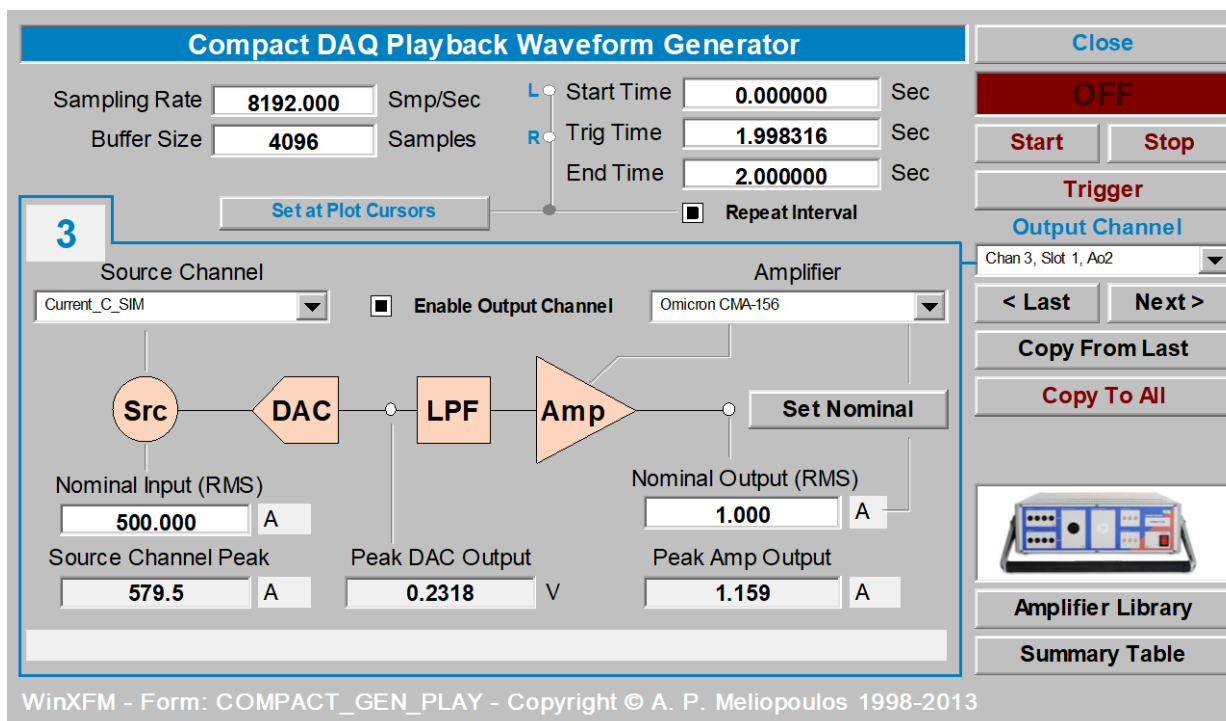 Compact DAQ Playback Waveform Generator
Close
Sampling Rate 8192.000 Smp/Sec
L Start Time 0.000000 Sec
OFF
Buffer Size 4096 Samples
R Trig Time 1.998316 Sec
Start Stop
End Time 2.000000 Sec
Trigger
Set at Plot Cursors
Repeat Interval
3
Output Channel
Chan 3, Slot 1, Ao2
Source Channel
Amplifier
Current_C_SIM
Enable Output Channel
Omicron CMA-156
< Last Next >
Copy From Last
Copy To All
Src DAC LPF Amp Set Nominal
Nominal Input (RMS)
Nominal Output (RMS)
500.000 A
1.000 A
Source Channel Peak Peak DAC Output Peak Amp Output
579.5 A 0.2318 V 1.159 A
Amplifier Library
Summary Table
WinXFM - Form: COMPACT_GEN_PLAY - Copyright © A. P. Meliopoulos 1998-2013